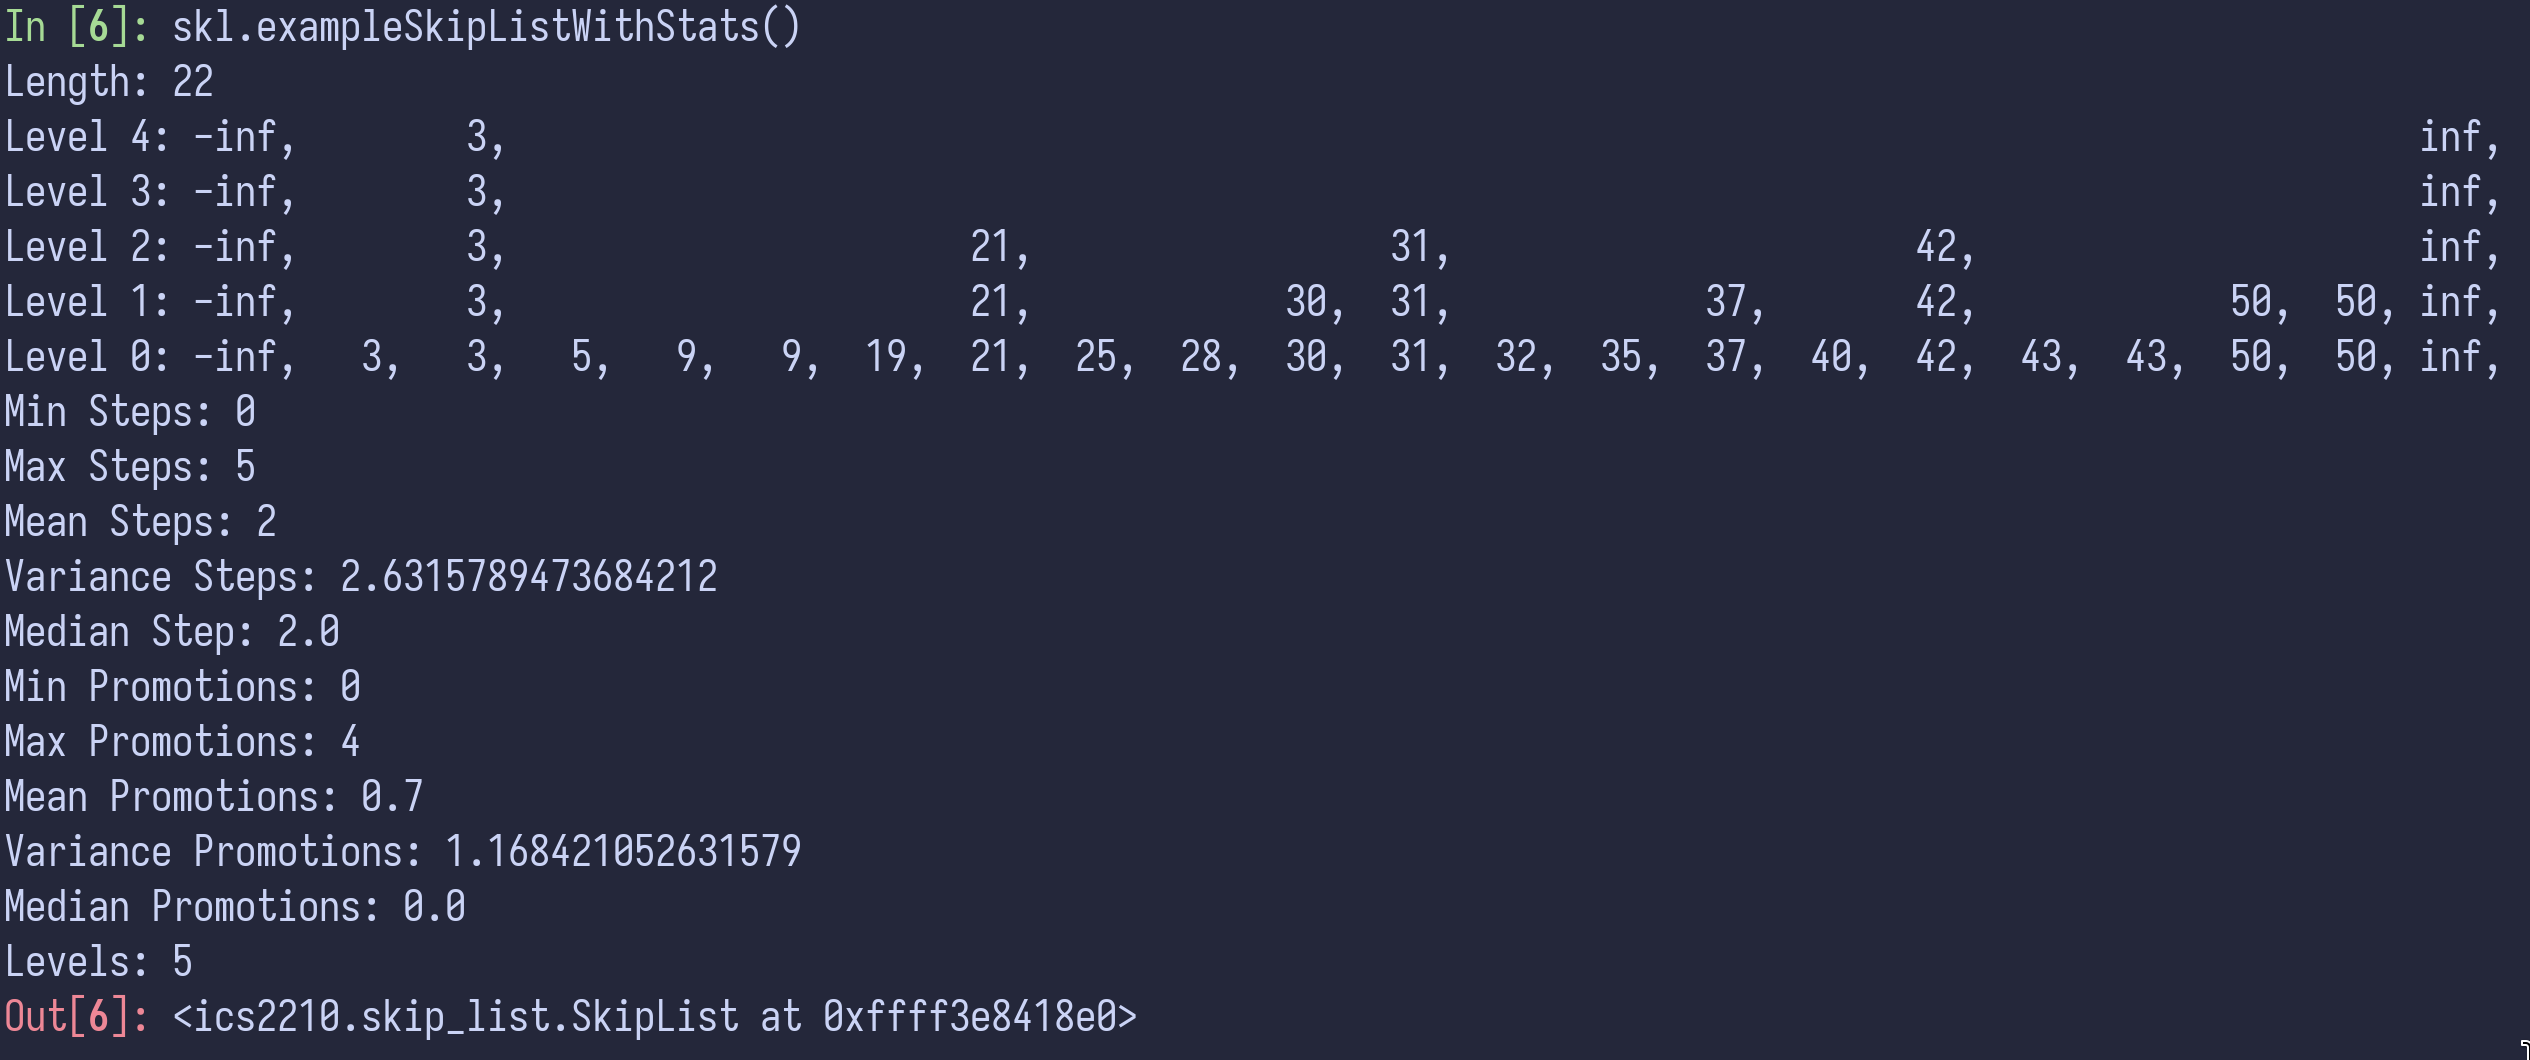 In [6]: skl.exampleSkipListWithStats()
Length: 22
Level 4: -inf,        3,                                                                                            inf,
Level 3: -inf,        3,                                                                                            inf,
Level 2: -inf,        3,                      21,                 31,                      42,                      inf,
Level 1: -inf,        3,                      21,            30,  31,            37,       42,            50,  50, inf,
Level 0: -inf,   3,   3,   5,   9,   9,  19,  21,  25,  28,  30,  31,  32,  35,  37,  40,  42,  43,  43,  50,  50, inf,
Min Steps: 0
Max Steps: 5
Mean Steps: 2
Variance Steps: 2.6315789473684212
Median Step: 2.0
Min Promotions: 0
Max Promotions: 4
Mean Promotions: 0.7
Variance Promotions: 1.168421052631579
Median Promotions: 0.0
Levels: 5
Out[6]: <ics2210.skip_list.SkipList at 0xffff3e8418e0>